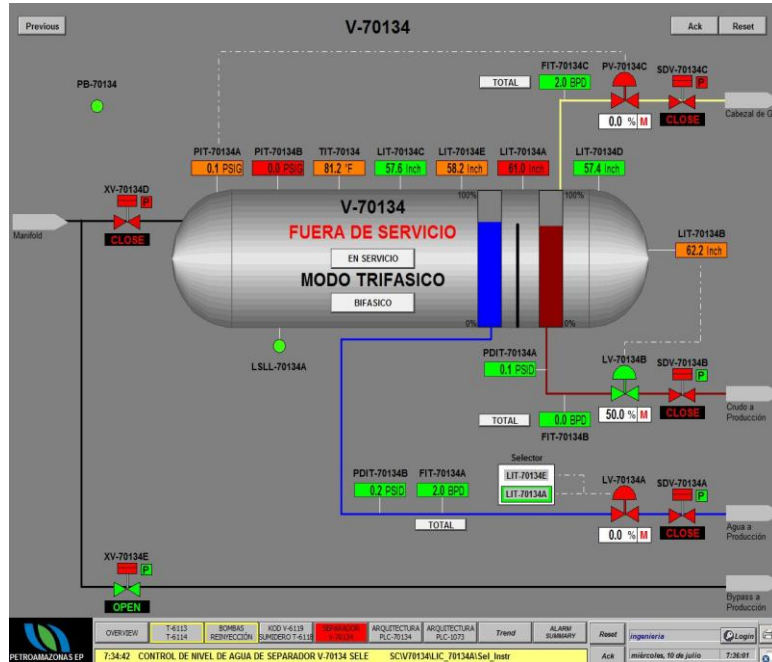 Previous
V-70134
Ack
Reset
PB-70134
FIT-70134C
PV-70134C
SDV-70134C
TOTAL
2.0 BPD
P
Cabezal de G
0.0 % M
CLOSE
PIT-70134A
PIT-70134B
TIT-70134
LIT-70134C
LIT-70134E
LIT-70134A
LIT-70134D
0.1 PSIG
0.0 PSIG
81.2 °F
57.6 Inch
58.2 Inch
61.0 Inch
57.4 Inch
XV-70134D
P
Manifold
CLOSE
V-70134
FUERA DE SERVICIO
EN SERVICIO
MODO TRIFASICO
BIFASICO
100%
100%
0%
0%
LIT-70134B
62.2 Inch
LSLL-70134A
PDIT-70134A
0.1 PSID
LV-70134B
SDV-70134B
P
Crudo a
Producción
50.0 % M
CLOSE
TOTAL
0.0 BPD
FIT-70134B
Selector
LIT-70134E
LIT-70134A
PDIT-70134B
FIT-70134A
0.2 PSID
2.0 BPD
TOTAL
LV-70134A
SDV-70134A
P
Agua a
Producción
0.0 % M
CLOSE
XV-70134E
P
OPEN
Bypass a
Producción
PETROAMAZONAS EP
OVERVIEW
T-6113
T-6114
BOMBAS
REINYECCIÓN
KOD V-6119
SUMIDERO T-6118
SEPARADOR
V-70134
ARQUITECTURA
PLC-70134
ARQUITECTURA
PLC-1073
Trend
ALARM
SUMMARY
Reset
ingenieria
Login
7:34:42 CONTROL DE NIVEL DE AGUA DE SEPARADOR V-70134 SELE SC\V70134\LIC_70134A\Sel_Instr
Ack
miércoles, 10 de julio
7:36:01